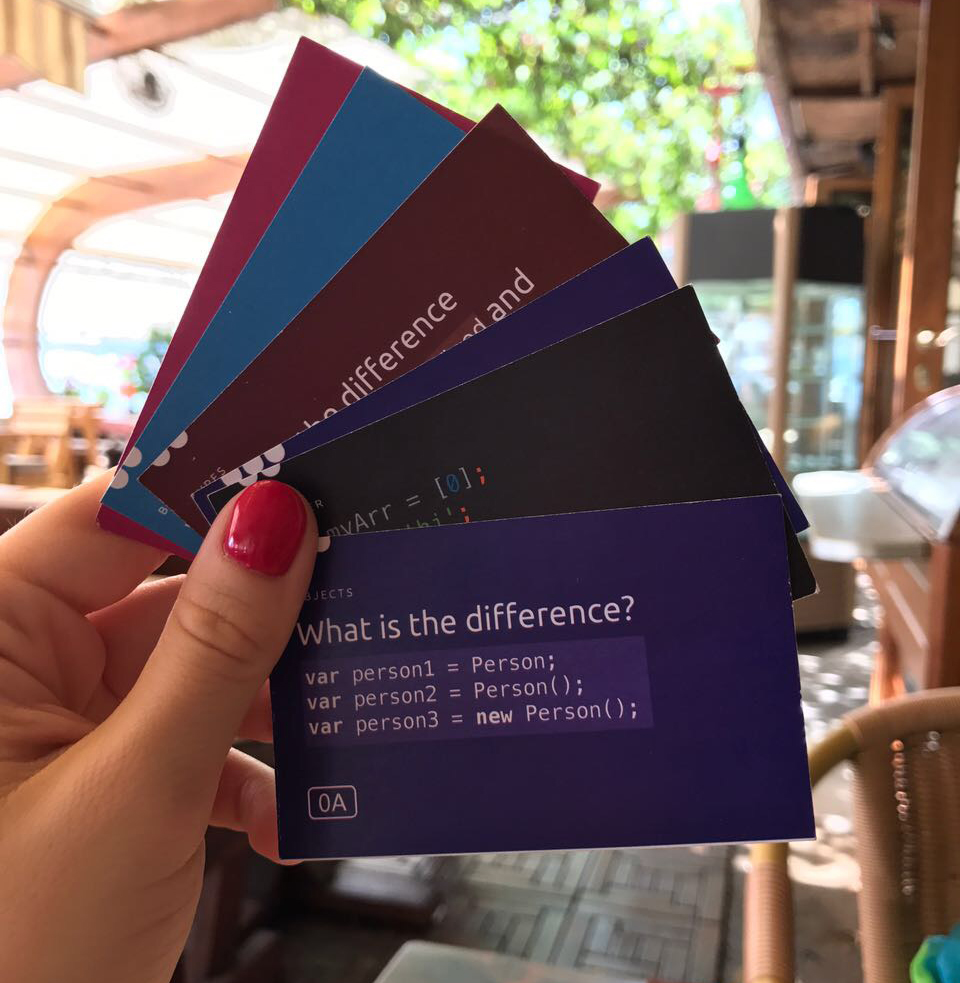 difference
and
myArr = [0];
JECTS
What is the difference?
var person1 = Person;
var person2 = Person();
var person3 = new Person();
0A